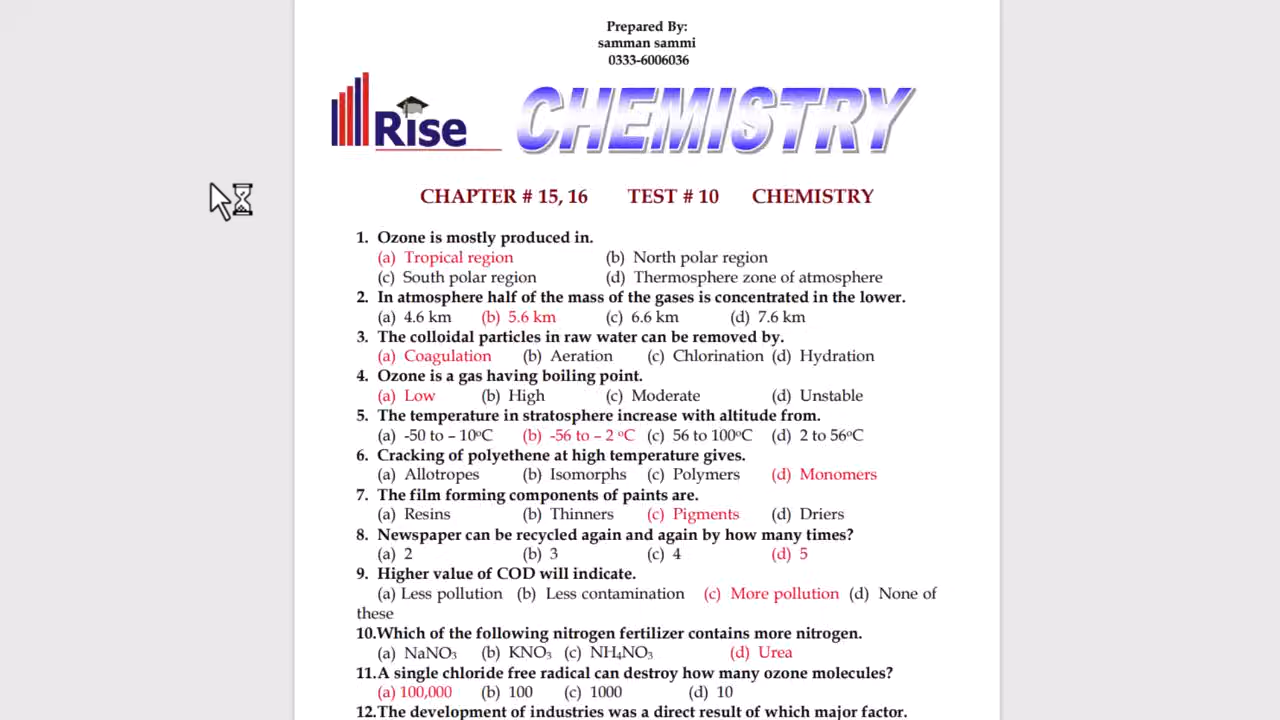 Prepared By:
samman sammi
0333-6006036
Rise
CHEMISTRY
CHAPTER # 15, 16 TEST # 10 CHEMISTRY
1. Ozone is mostly produced in.
(a) Tropical region (b) North polar region
(c) South polar region (d) Thermosphere zone of atmosphere
2. In atmosphere half of the mass of the gases is concentrated in the lower.
(a) 4.6 km (b) 5.6 km (c) 6.6 km (d) 7.6 km
3. The colloidal particles in raw water can be removed by.
(a) Coagulation (b) Aeration (c) Chlorination (d) Hydration
4. Ozone is a gas having boiling point.
(a) Low (b) High (c) Moderate (d) Unstable
5. The temperature in stratosphere increase with altitude from.
(a) -50 to – 10°C (b) -56 to – 2 °C (c) 56 to 100°C (d) 2 to 56°C
6. Cracking of polyethene at high temperature gives.
(a) Allotropes (b) Isomorphs (c) Polymers (d) Monomers
7. The film forming components of paints are.
(a) Resins (b) Thinners (c) Pigments (d) Driers
8. Newspaper can be recycled again and again by how many times?
(a) 2 (b) 3 (c) 4 (d) 5
9. Higher value of COD will indicate.
(a) Less pollution (b) Less contamination (c) More pollution (d) None of
these
10.Which of the following nitrogen fertilizer contains more nitrogen.
(a) NaNO₃ (b) KNO₃ (c) NH₄NO₃ (d) Urea
11.A single chloride free radical can destroy how many ozone molecules?
(a) 100,000 (b) 100 (c) 1000 (d) 10
12.The development of industries was a direct result of which major factor.